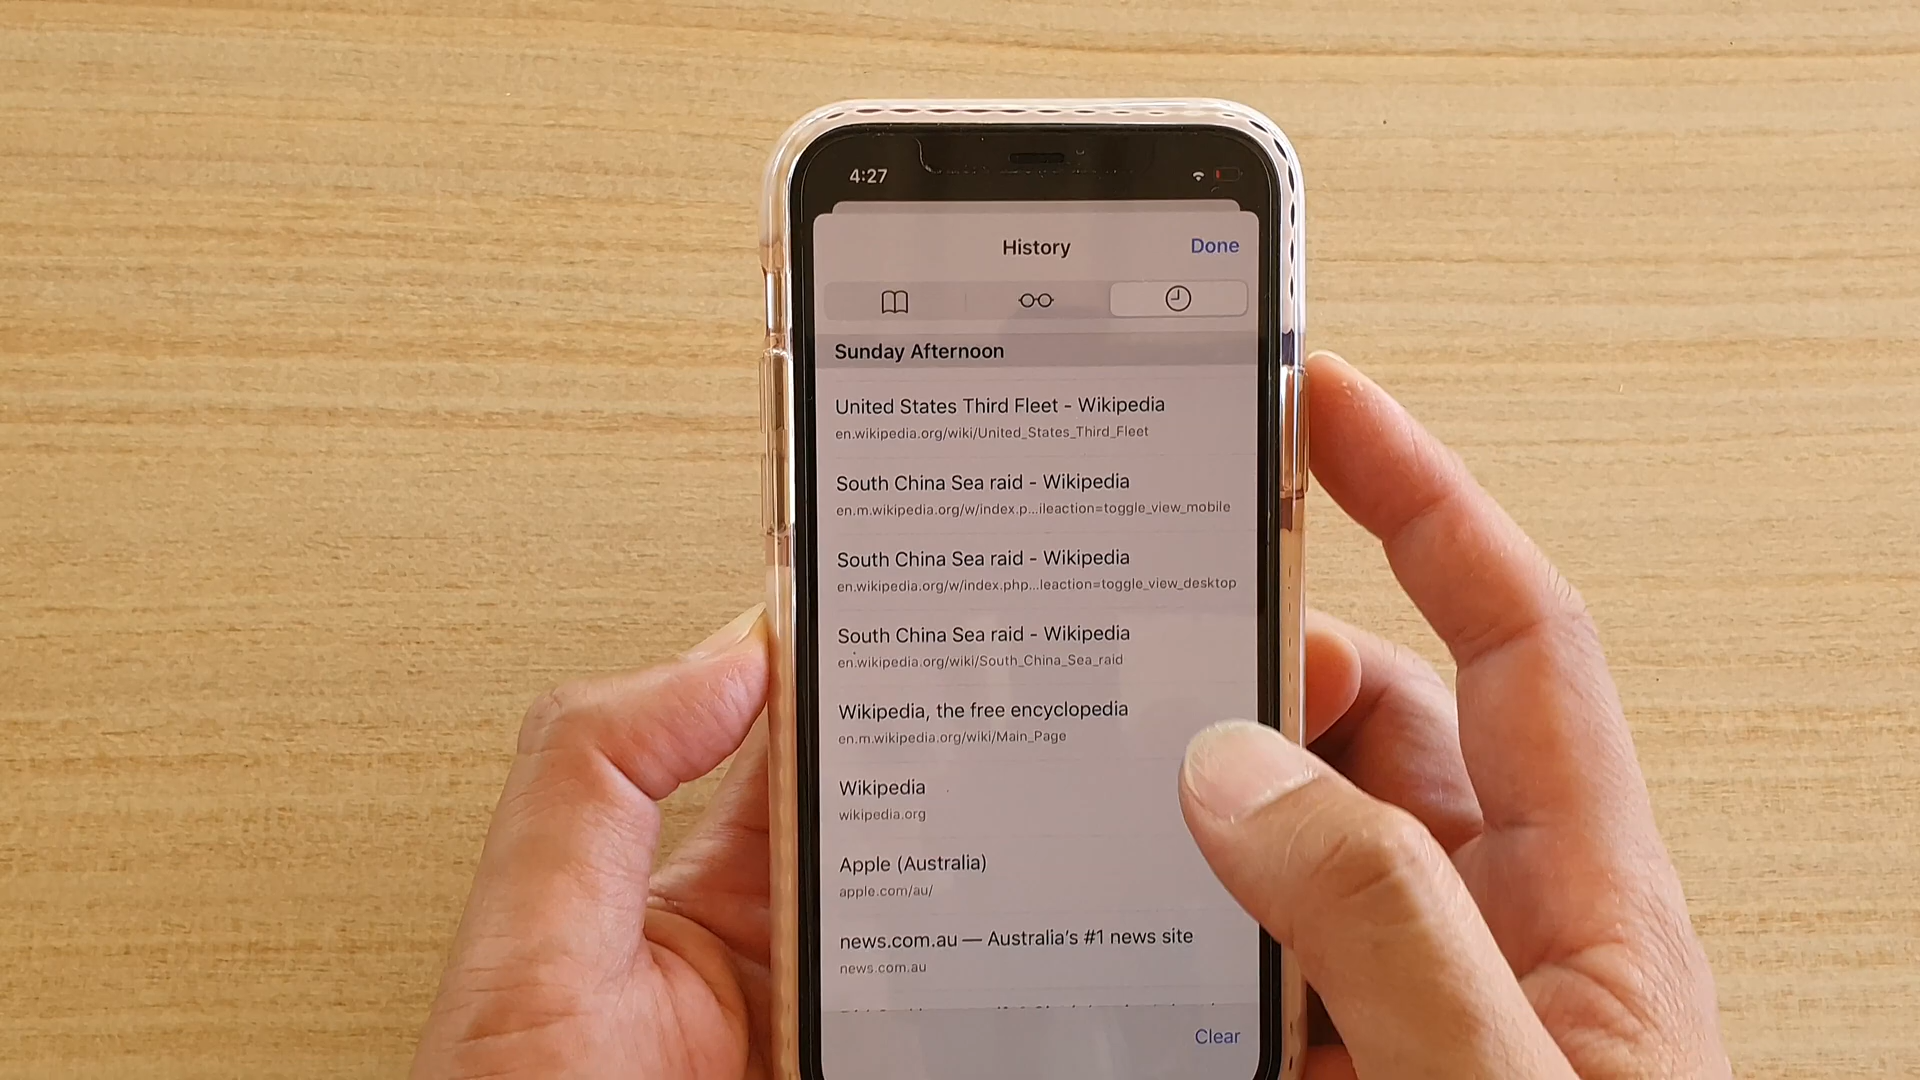 4:27
History
Done
Sunday Afternoon
United States Third Fleet - Wikipedia
en.wikipedia.org/wiki/United_States_Third_Fleet
South China Sea raid - Wikipedia
en.m.wikipedia.org/w/index.p...ileaction=toggle_view_mobile
South China Sea raid - Wikipedia
en.wikipedia.org/w/index.php...leaction=toggle_view_desktop
South China Sea raid - Wikipedia
en.wikipedia.org/wiki/South_China_Sea_raid
Wikipedia, the free encyclopedia
en.m.wikipedia.org/wiki/Main_Page
Wikipedia
wikipedia.org
Apple (Australia)
apple.com/au/
news.com.au — Australia's #1 news site
news.com.au
Clear